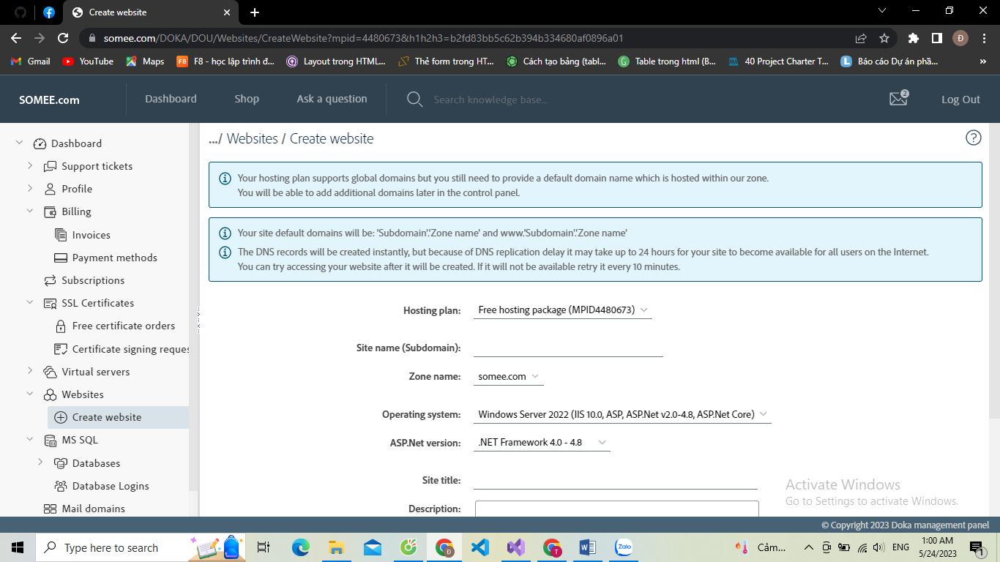 Create website
somee.com/DOKA/DOU/Websites/CreateWebsite?mpid=4480673&h1h2h3=b2fd83bb5c62b394b334680af0896a01
Đ
Gmail
YouTube
Maps
F8
F8 - học lập trình đ...
Layout trong HTML...
Thẻ form trong HT...
Cách tạo bảng (tabl...
Table trong html (B...
40 Project Charter T...
Báo cáo Dự án phầ...
SOMEE.com
Dashboard
Shop
Ask a question
Search knowledge base...
2
Log Out
Dashboard
Support tickets
Profile
Billing
Invoices
Payment methods
Subscriptions
SSL Certificates
Free certificate orders
Certificate signing reques
Virtual servers
Websites
Create website
MS SQL
Databases
Database Logins
Mail domains
.../ Websites / Create website
Your hosting plan supports global domains but you still need to provide a default domain name which is hosted within our zone.
You will be able to add additional domains later in the control panel.
Your site default domains will be: 'Subdomain'.'Zone name' and www.'Subdomain'.'Zone name'
The DNS records will be created instantly, but because of DNS replication delay it may take up to 24 hours for your site to become available for all users on the Internet.
You can try accessing your website after it will be created. If it will not be available retry it every 10 minutes.
Hosting plan: Free hosting package (MPID4480673)
Site name (Subdomain):
Zone name: somee.com
Operating system: Windows Server 2022 (IIS 10.0, ASP, ASP.Net v2.0-4.8, ASP.Net Core)
ASP.Net version: .NET Framework 4.0 - 4.8
Site title:
Description:
Activate Windows
Go to Settings to activate Windows.
© Copyright 2023 Doka management panel
Type here to search
Đ
T
Zalo
Cảm...
ENG
1:00 AM
5/24/2023
1